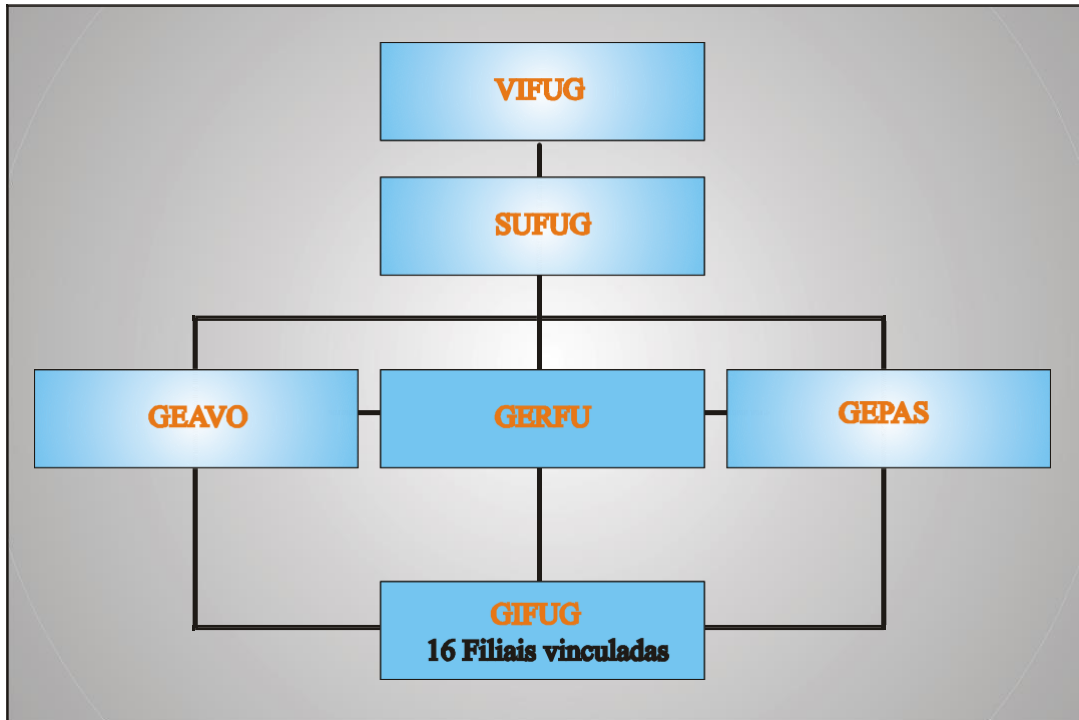 VIFUG
SUFUG
GEAVO
GERFU
GEPAS
GIFUG
16 Filiais vinculadas